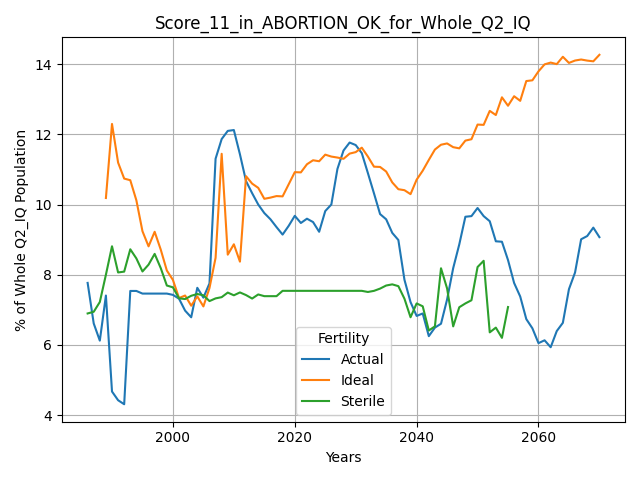 Score_11_in_ABORTION_OK_for_Whole_Q2_IQ
% of Whole Q2_IQ Population
14
12
10
8
6
4
Fertility
Actual
Ideal
Sterile
2000
2020
2040
2060
Years